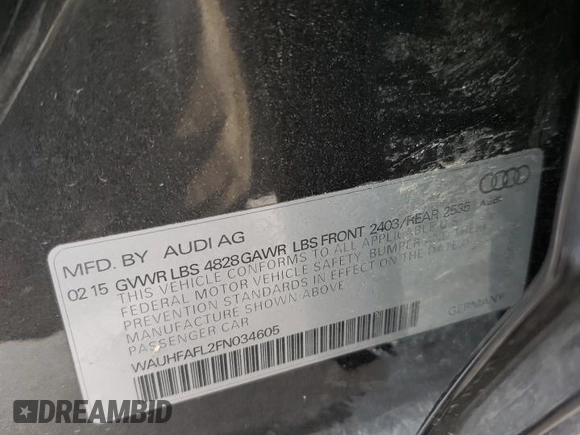 MFD. BY AUDI AG
02 15 GVWR LBS 4828 GAWR LBS FRONT 2403/REAR 2535
Audi
THIS VEHICLE CONFORMS TO ALL APPLICABLE
FEDERAL MOTOR VEHICLE SAFETY, BUMPER AND THEFT
PREVENTION STANDARDS IN EFFECT ON THE DATE OF
MANUFACTURE SHOWN ABOVE.
PASSENGER CAR
GERMANY
WAUHFAFL2FN034605
DREAMBID